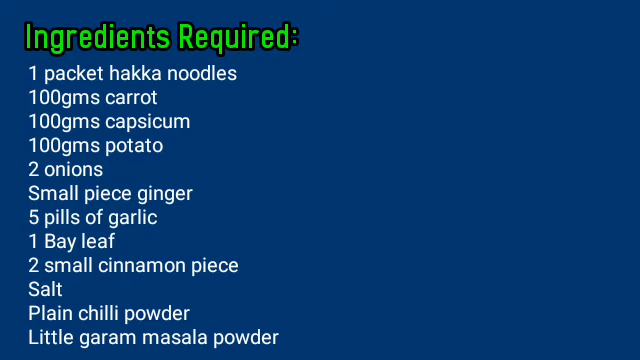 Ingredients Required:
1 packet hakka noodles
100gms carrot
100gms capsicum
100gms potato
2 onions
Small piece ginger
5 pills of garlic
1 Bay leaf
2 small cinnamon piece
Salt
Plain chilli powder
Little garam masala powder